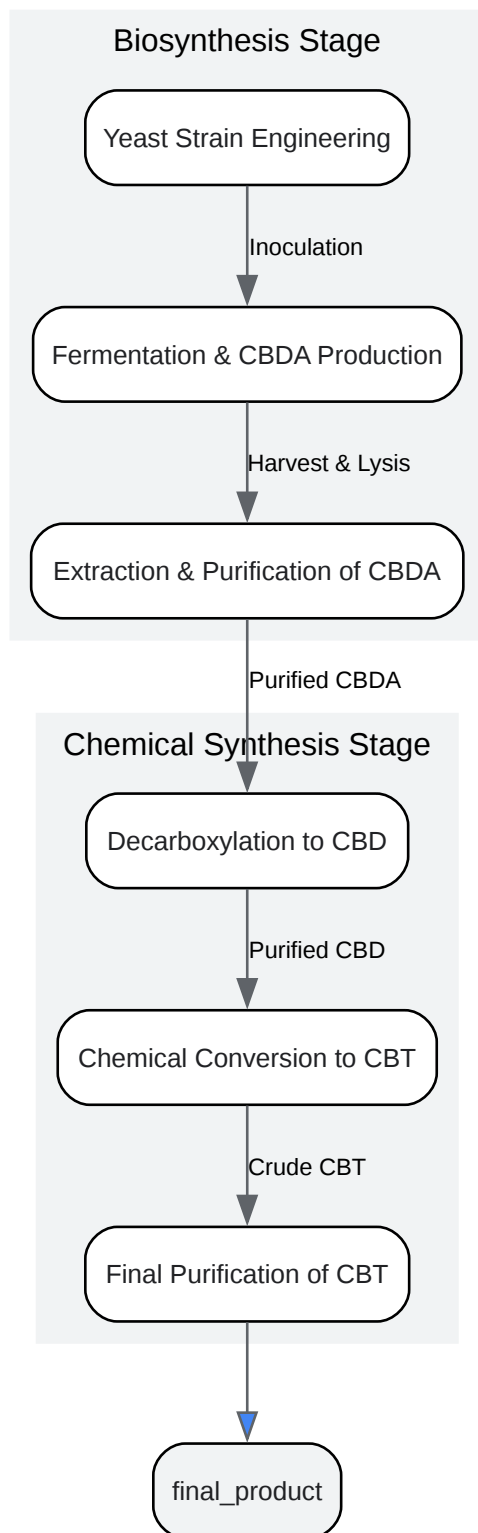 Biosynthesis Stage
Yeast Strain Engineering
Inoculation
Fermentation & CBDA Production
Harvest & Lysis
Extraction & Purification of CBDA
Purified CBDA
Chemical Synthesis Stage
Decarboxylation to CBD
Purified CBD
Chemical Conversion to CBT
Crude CBT
Final Purification of CBT
final_product